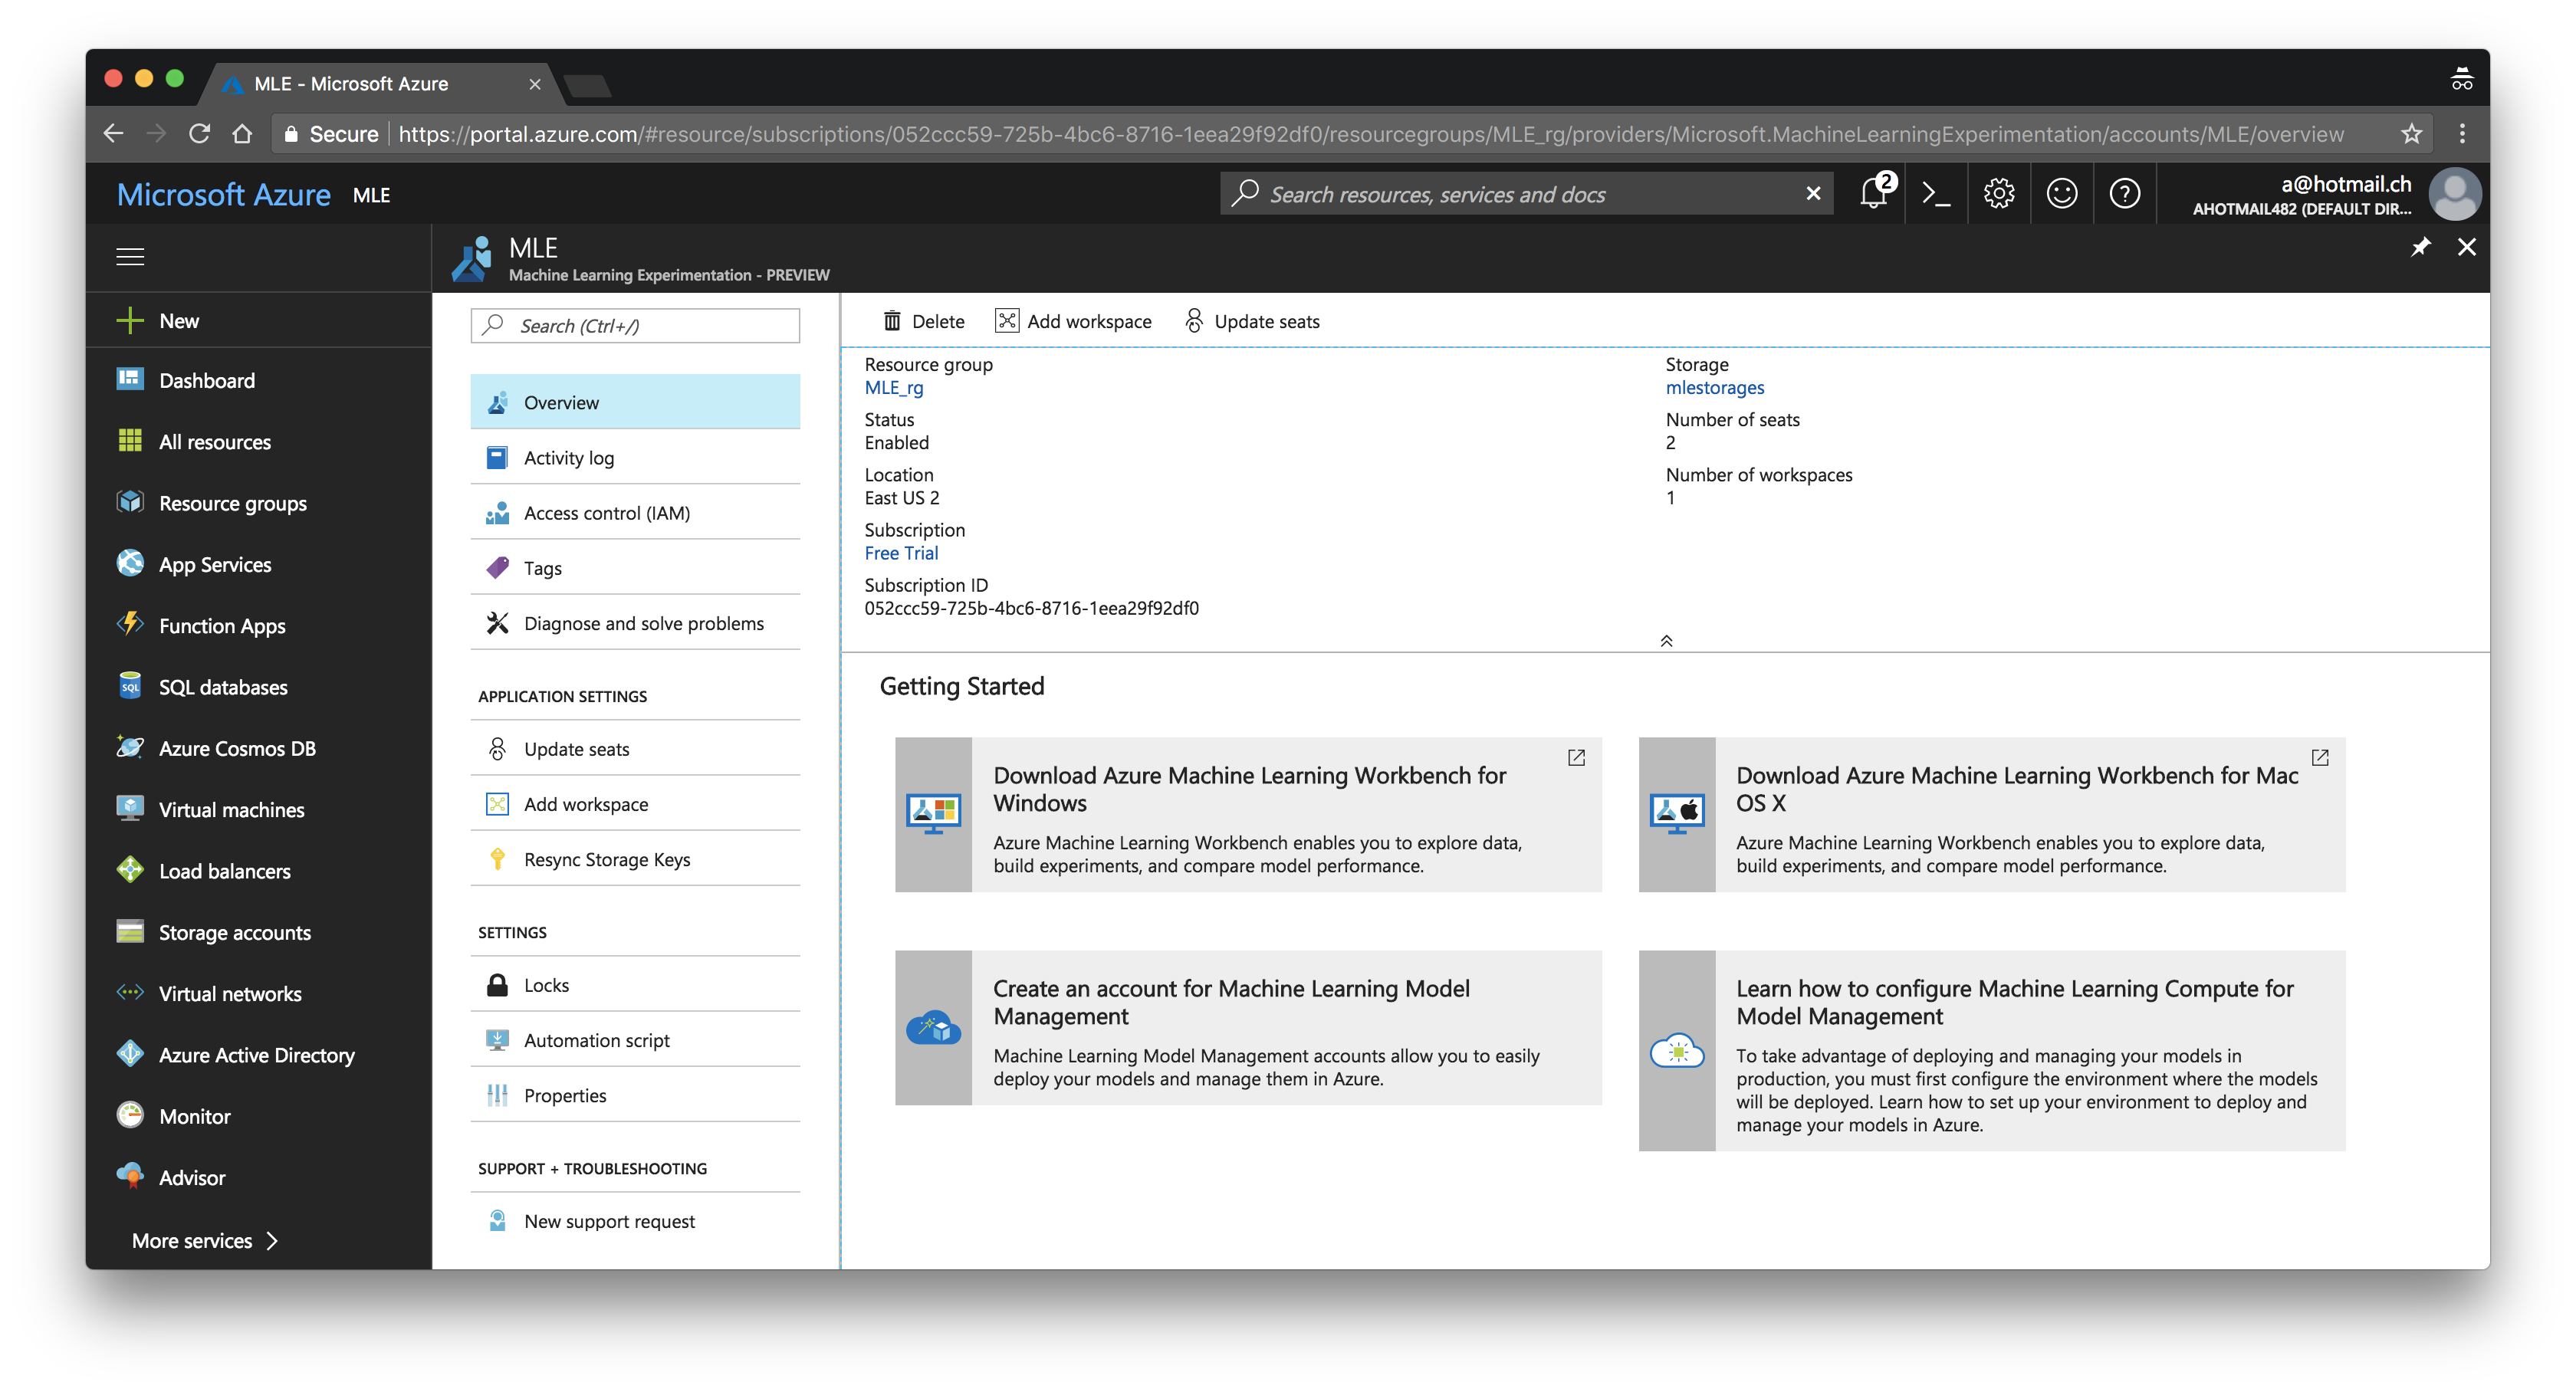 MLE - Microsoft Azure
Secure
https://portal.azure.com/#resource/subscriptions/052ccc59-725b-4bc6-8716-1eea29f92df0/resourcegroups/MLE_rg/providers/Microsoft.MachineLearningExperimentation/accounts/MLE/overview
Microsoft Azure
MLE
Search resources, services and docs
2
a@hotmail.ch
AHOTMAIL482 (DEFAULT DIR...
MLE
Machine Learning Experimentation - PREVIEW
New
Dashboard
All resources
Resource groups
App Services
Function Apps
SQL
SQL databases
Azure Cosmos DB
Virtual machines
Load balancers
Storage accounts
Virtual networks
Azure Active Directory
Monitor
Advisor
More services
Search (Ctrl+/)
Overview
Activity log
Access control (IAM)
Tags
Diagnose and solve problems
APPLICATION SETTINGS
Update seats
Add workspace
Resync Storage Keys
SETTINGS
Locks
Automation script
Properties
SUPPORT + TROUBLESHOOTING
New support request
Delete
Add workspace
Update seats
Resource group
MLE_rg
Status
Enabled
Location
East US 2
Subscription
Free Trial
Subscription ID
052ccc59-725b-4bc6-8716-1eea29f92df0
Storage
mlestorages
Number of seats
2
Number of workspaces
1
Getting Started
Download Azure Machine Learning Workbench for
Windows
Azure Machine Learning Workbench enables you to explore data,
build experiments, and compare model performance.
Download Azure Machine Learning Workbench for Mac
OS X
Azure Machine Learning Workbench enables you to explore data,
build experiments, and compare model performance.
Create an account for Machine Learning Model
Management
Machine Learning Model Management accounts allow you to easily
deploy your models and manage them in Azure.
Learn how to configure Machine Learning Compute for
Model Management
To take advantage of deploying and managing your models in
production, you must first configure the environment where the models
will be deployed. Learn how to set up your environment to deploy and
manage your models in Azure.